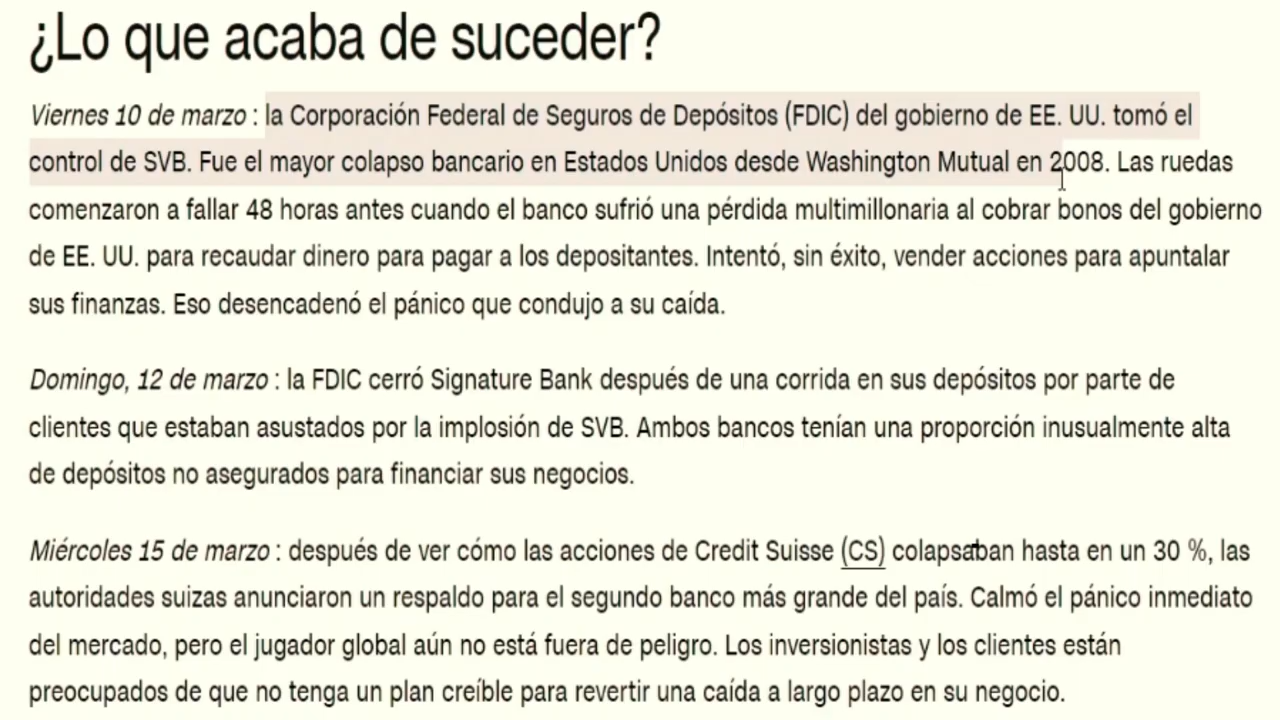 ¿Lo que acaba de suceder?
Viernes 10 de marzo : la Corporación Federal de Seguros de Depósitos (FDIC) del gobierno de EE. UU. tomó el
control de SVB. Fue el mayor colapso bancario en Estados Unidos desde Washington Mutual en 2008. Las ruedas
comenzaron a fallar 48 horas antes cuando el banco sufrió una pérdida multimillonaria al cobrar bonos del gobierno
de EE. UU. para recaudar dinero para pagar a los depositantes. Intentó, sin éxito, vender acciones para apuntalar
sus finanzas. Eso desencadenó el pánico que condujo a su caída.
Domingo, 12 de marzo : la FDIC cerró Signature Bank después de una corrida en sus depósitos por parte de
clientes que estaban asustados por la implosión de SVB. Ambos bancos tenían una proporción inusualmente alta
de depósitos no asegurados para financiar sus negocios.
Miércoles 15 de marzo : después de ver cómo las acciones de Credit Suisse (CS) colapsaban hasta en un 30 %, las
autoridades suizas anunciaron un respaldo para el segundo banco más grande del país. Calmó el pánico inmediato
del mercado, pero el jugador global aún no está fuera de peligro. Los inversionistas y los clientes están
preocupados de que no tenga un plan creíble para revertir una caída a largo plazo en su negocio.